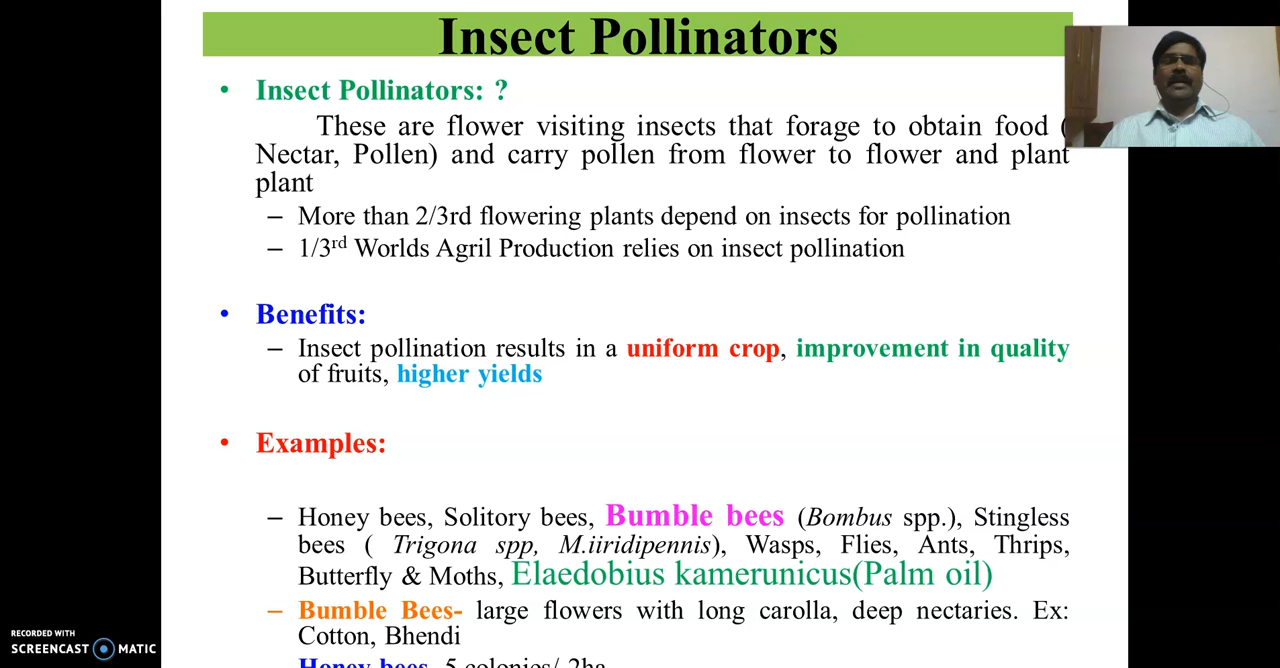 Insect Pollinators
• Insect Pollinators: ?
These are flower visiting insects that forage to obtain food (
Nectar, Pollen) and carry pollen from flower to flower and plant
plant
– More than 2/3rd flowering plants depend on insects for pollination
– 1/3rd Worlds Agril Production relies on insect pollination
• Benefits:
– Insect pollination results in a uniform crop, improvement in quality
of fruits, higher yields
• Examples:
– Honey bees, Solitory bees, Bumble bees (Bombus spp.), Stingless
bees ( Trigona spp, M.iiridipennis), Wasps, Flies, Ants, Thrips,
Butterfly & Moths, Elaedobius kamerunicus(Palm oil)
– Bumble Bees- large flowers with long carolla, deep nectaries. Ex:
Cotton, Bhendi
Honey bees 5 colonies/ 2ha
RECORDED WITH
SCREENCAST MATIC